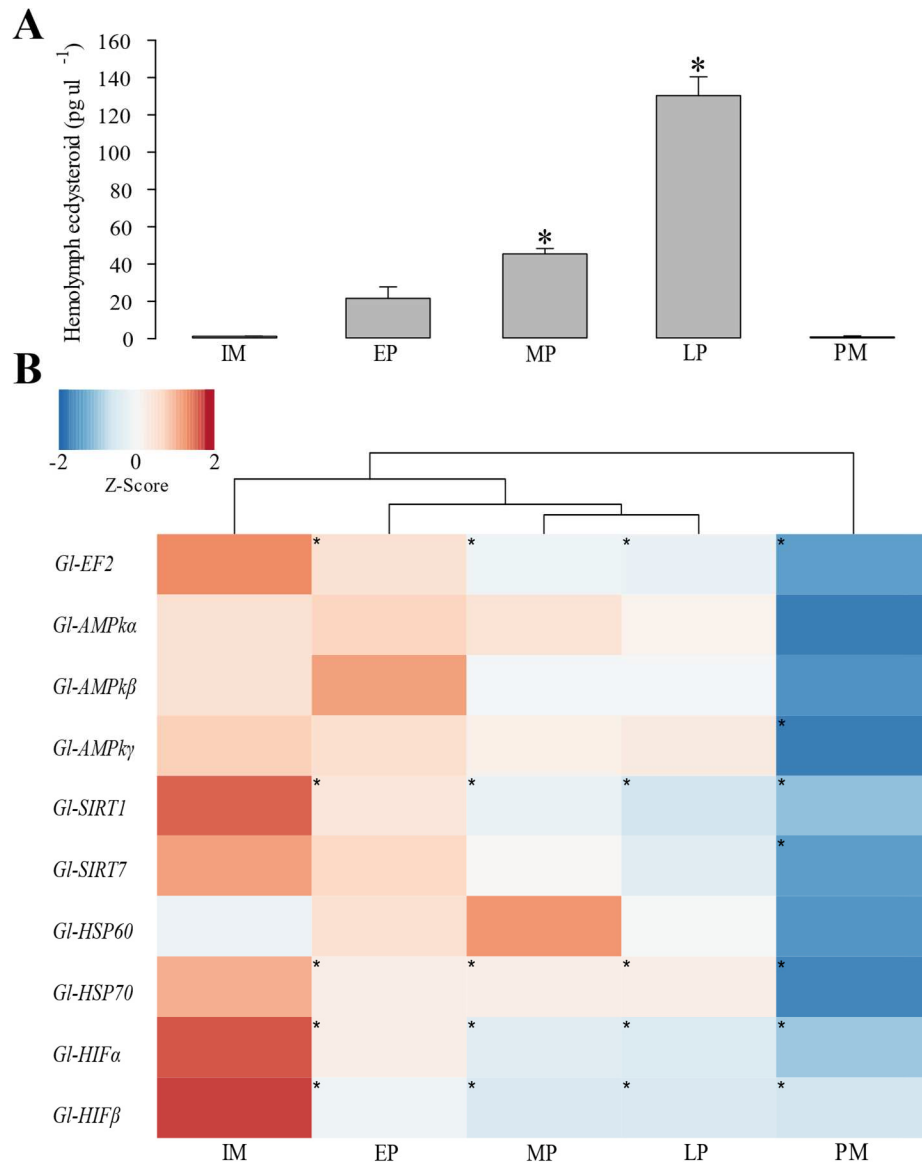 A
Hemolymph ecdysteroid (pg ul -1)
160
140
120
100
80
60
40
20
0
*
*
IM EP MP LP PM
B
-2 0 2
Z-Score
Gl-EF2 * * * *
Gl-AMPkα
Gl-AMPkβ
Gl-AMPkγ *
Gl-SIRT1 * * * *
Gl-SIRT7 *
Gl-HSP60
Gl-HSP70 * * * *
Gl-HIFα * * * *
Gl-HIFβ * * * *
IM EP MP LP PM